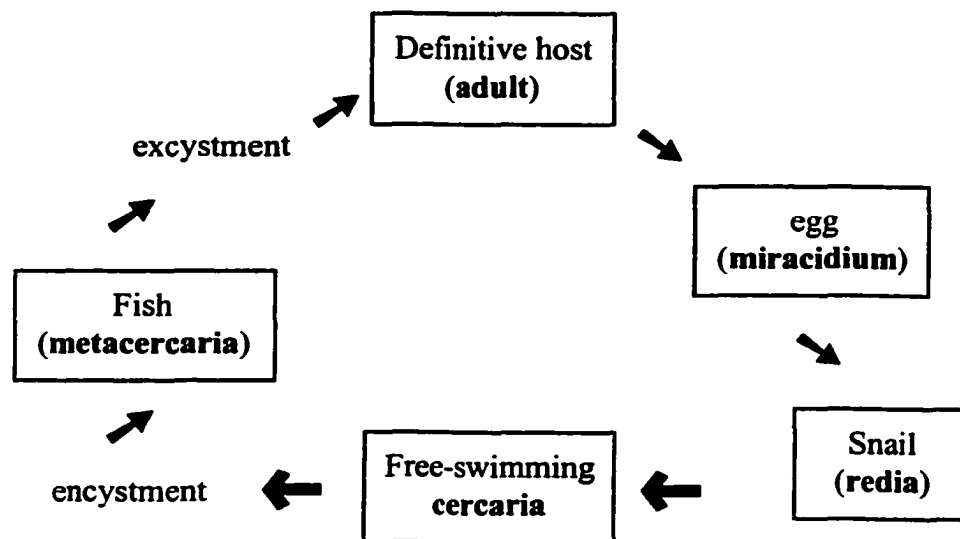 Definitive host
(adult)
excystment
egg
(miracidium)
Fish
(metacercaria)
Snail
(redia)
Free-swimming
cercaria
encystment